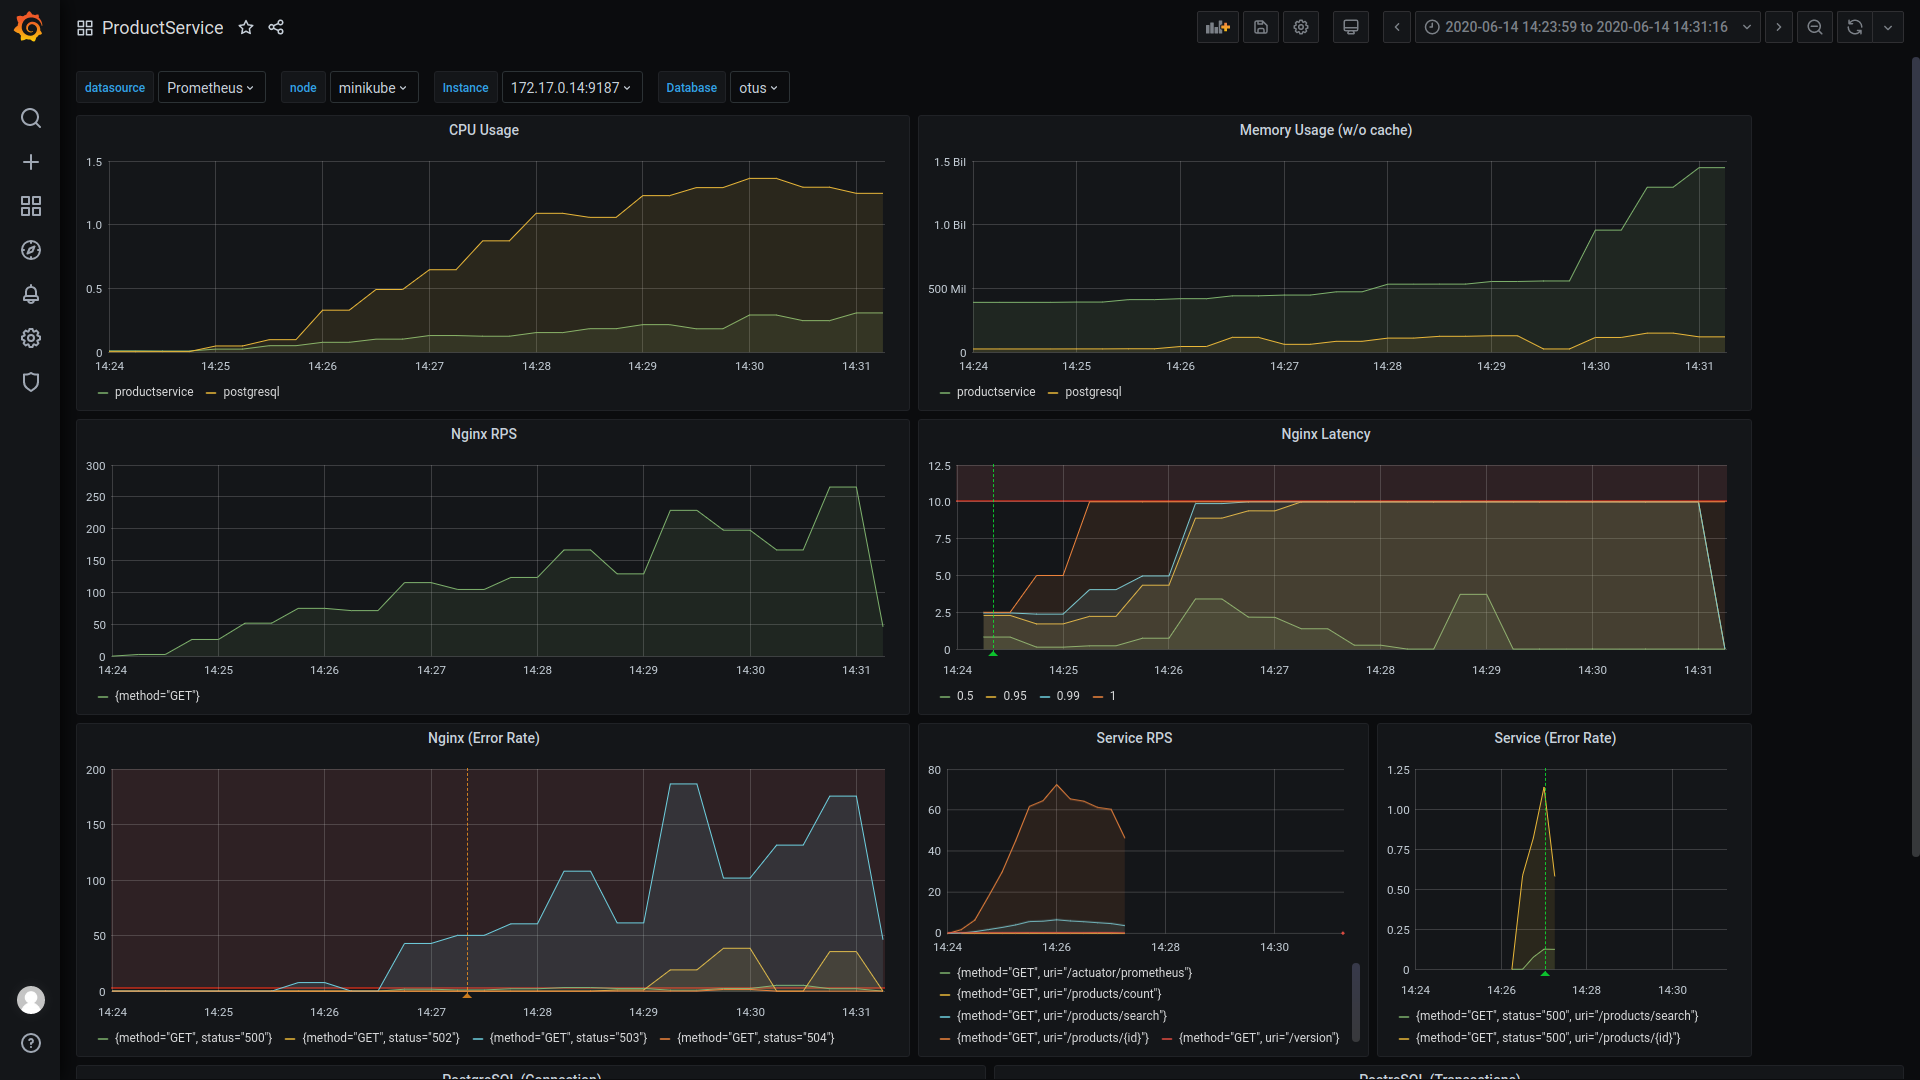 ProductService
2020-06-14 14:23:59 to 2020-06-14 14:31:16
datasource Prometheus node minikube Instance 172.17.0.14:9187 Database otus
CPU Usage
1.5
1.0
0.5
0
14:24 14:25 14:26 14:27 14:28 14:29 14:30 14:31
productservice postgresql
Memory Usage (w/o cache)
1.5 Bil
1.0 Bil
500 Mil
0
14:24 14:25 14:26 14:27 14:28 14:29 14:30 14:31
productservice postgresql
Nginx RPS
300
250
200
150
100
50
0
14:24 14:25 14:26 14:27 14:28 14:29 14:30 14:31
{method="GET"}
Nginx Latency
12.5
10.0
7.5
5.0
2.5
0
14:24 14:25 14:26 14:27 14:28 14:29 14:30 14:31
0.5 0.95 0.99 1
Nginx (Error Rate)
200
150
100
50
0
14:24 14:25 14:26 14:27 14:28 14:29 14:30 14:31
{method="GET", status="500"} {method="GET", status="502"} {method="GET", status="503"} {method="GET", status="504"}
Service RPS
80
60
40
20
0
14:24 14:26 14:28 14:30
{method="GET", uri="/actuator/prometheus"}
{method="GET", uri="/products/count"}
{method="GET", uri="/products/search"}
{method="GET", uri="/products/{id}"} {method="GET", uri="/version"}
Service (Error Rate)
1.25
1.00
0.75
0.50
0.25
0
14:24 14:26 14:28 14:30
{method="GET", status="500", uri="/products/search"}
{method="GET", status="500", uri="/products/{id}"}
PostgreSQL (Connection)
PostreSQL (Transactions)